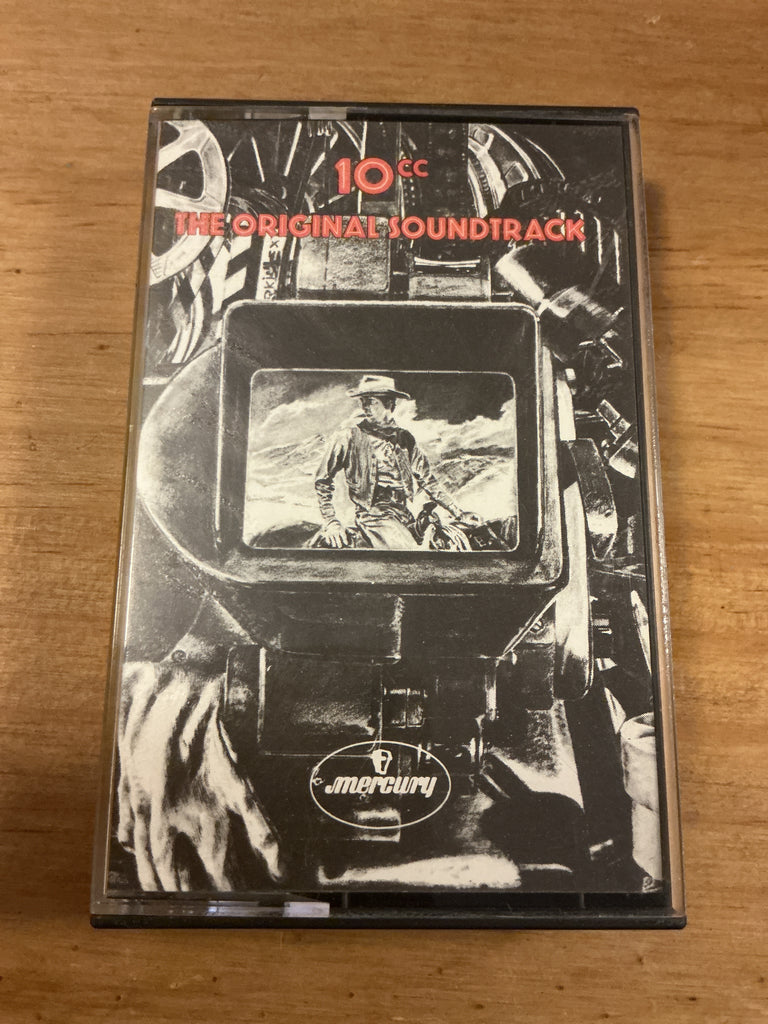 10cc
THE ORIGINAL SOUNDTRACK
mercury